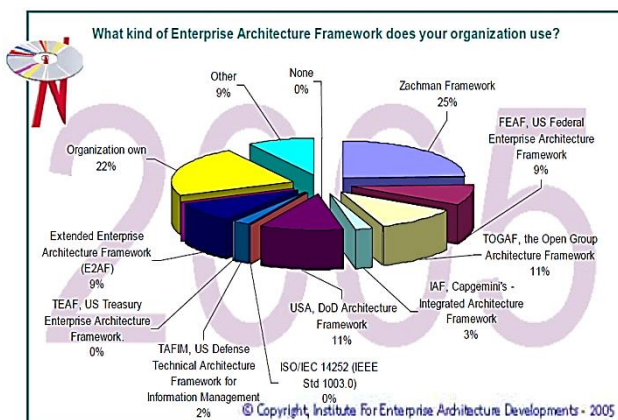 What kind of Enterprise Architecture Framework does your organization use?
2005
None
0%
Other
9%
Zachman Framework
25%
FEAF, US Federal
Enterprise Architecture
Framework
9%
Organization own
22%
TOGAF, the Open Group
Architecture Framework
11%
Extended Enterprise
Architecture Framework
(E2AF)
9%
IAF, Capgemini's -
Integrated Architecture
Framework
3%
USA, DoD Architecture
Framework
11%
TEAF, US Treasury
Enterprise Architecture
Framework.
0%
TAFIM, US Defense
Technical Architecture
Framework for
Information Management
2%
ISO/IEC 14252 (IEEE
Std 1003.0)
0%
© Copyright, Institute For Enterprise Architecture Developments - 2005